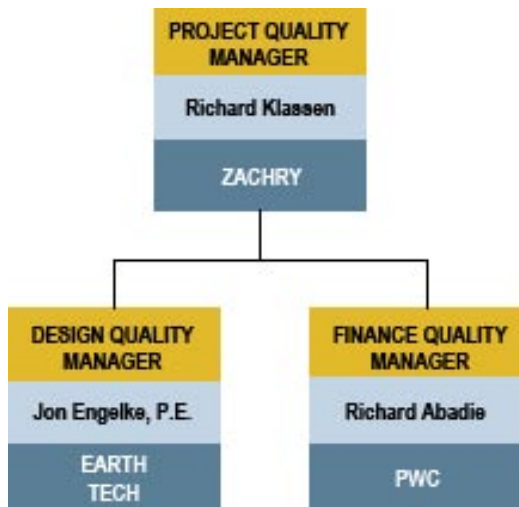 PROJECT QUALITY
MANAGER
Richard Klassen
ZACHRY
DESIGN QUALITY
MANAGER
Jon Engelke, P.E.
EARTH
TECH
FINANCE QUALITY
MANAGER
Richard Abadie
PWC